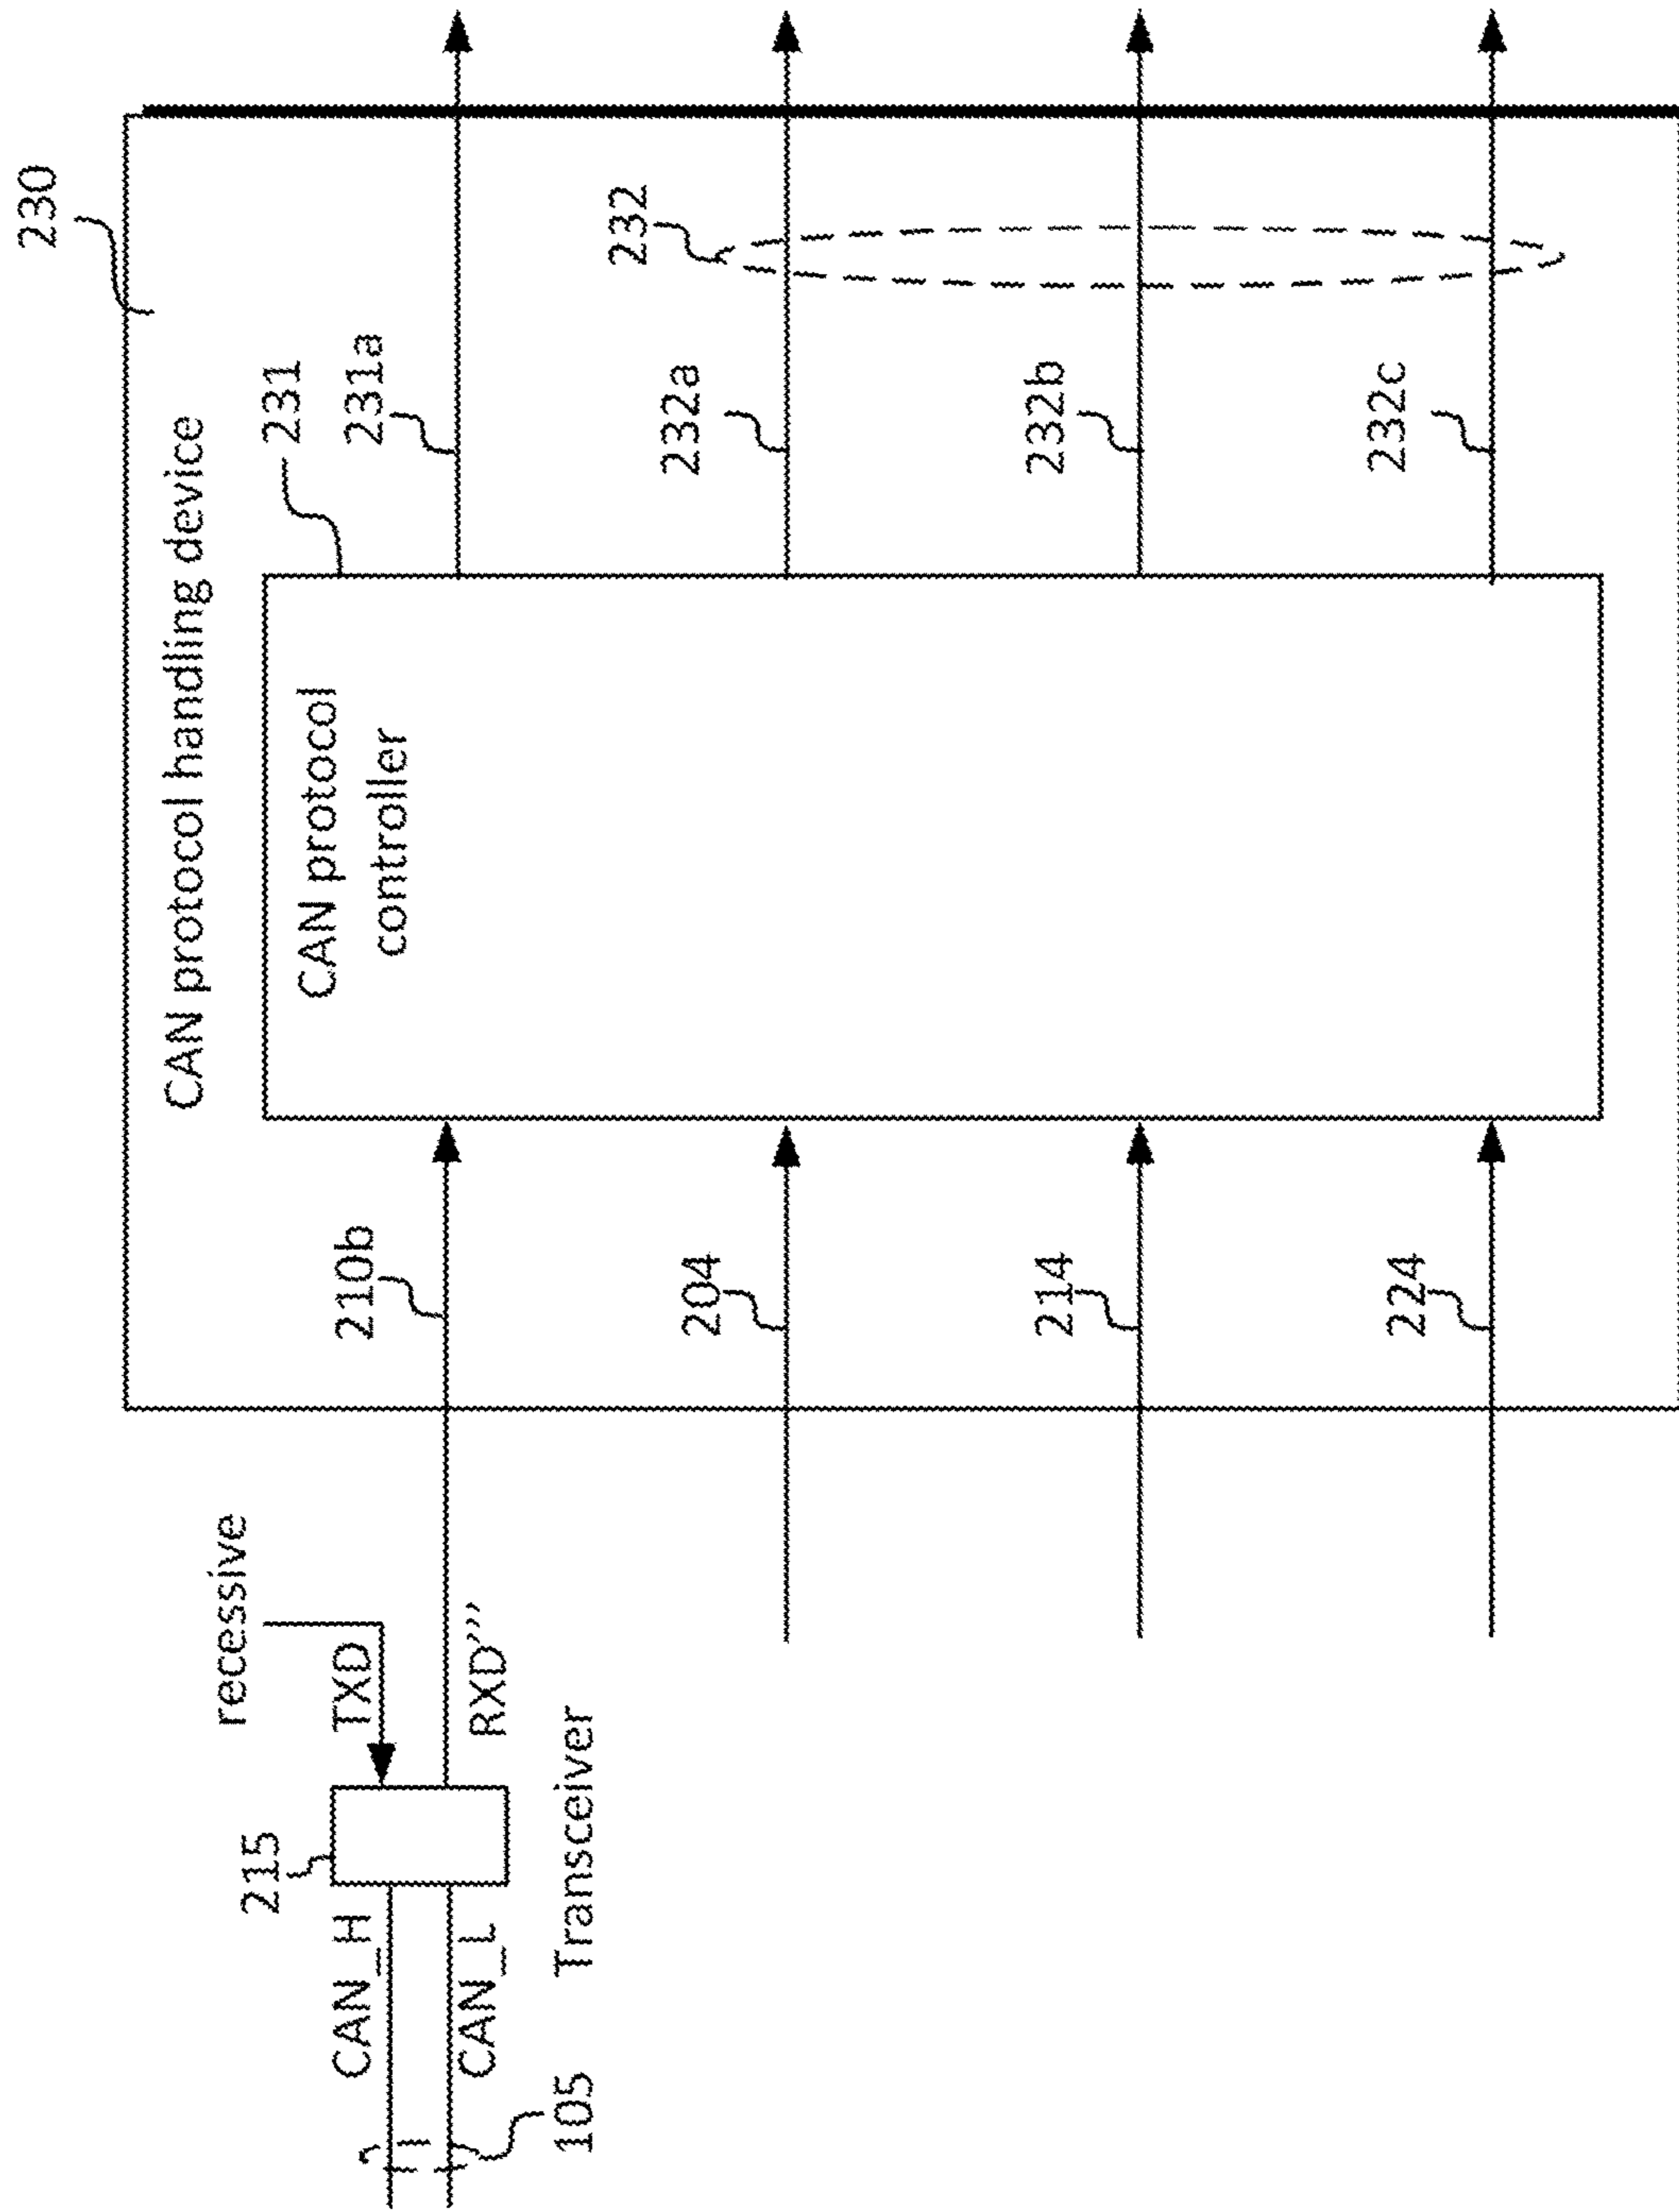 230
CAN protocol handling device
231
231a
232
232a
232b
232c
CAN protocol
controller
210b
204
214
224
recessive
TXD
RXD’’’
215
Transceiver
CAN_H
CAN_L
105